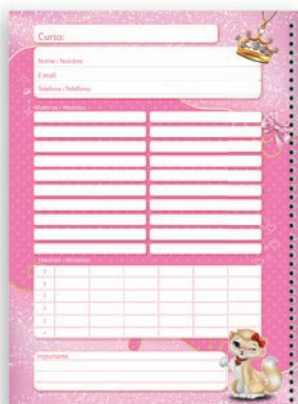 Curso:
Nome / Nombre
E.mail:
Telefone / Teléfono:
Matérias / Materias
Horários / Horarios
Importante